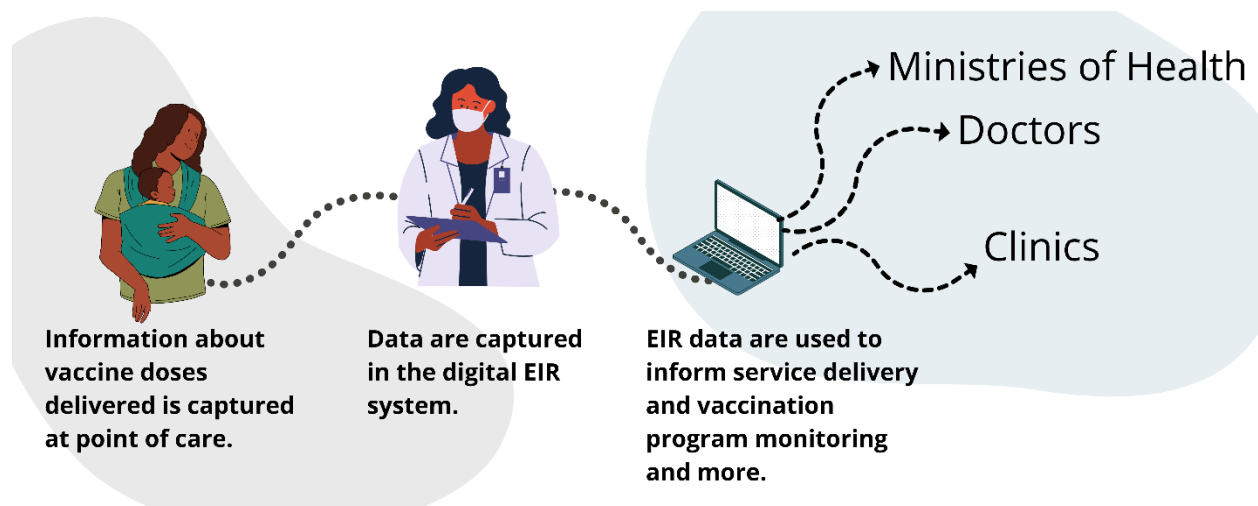 Ministries of Health
Doctors
Clinics
Information about
vaccine doses
delivered is captured
at point of care.
Data are captured
in the digital EIR
system.
EIR data are used to
inform service delivery
and vaccination
program monitoring
and more.